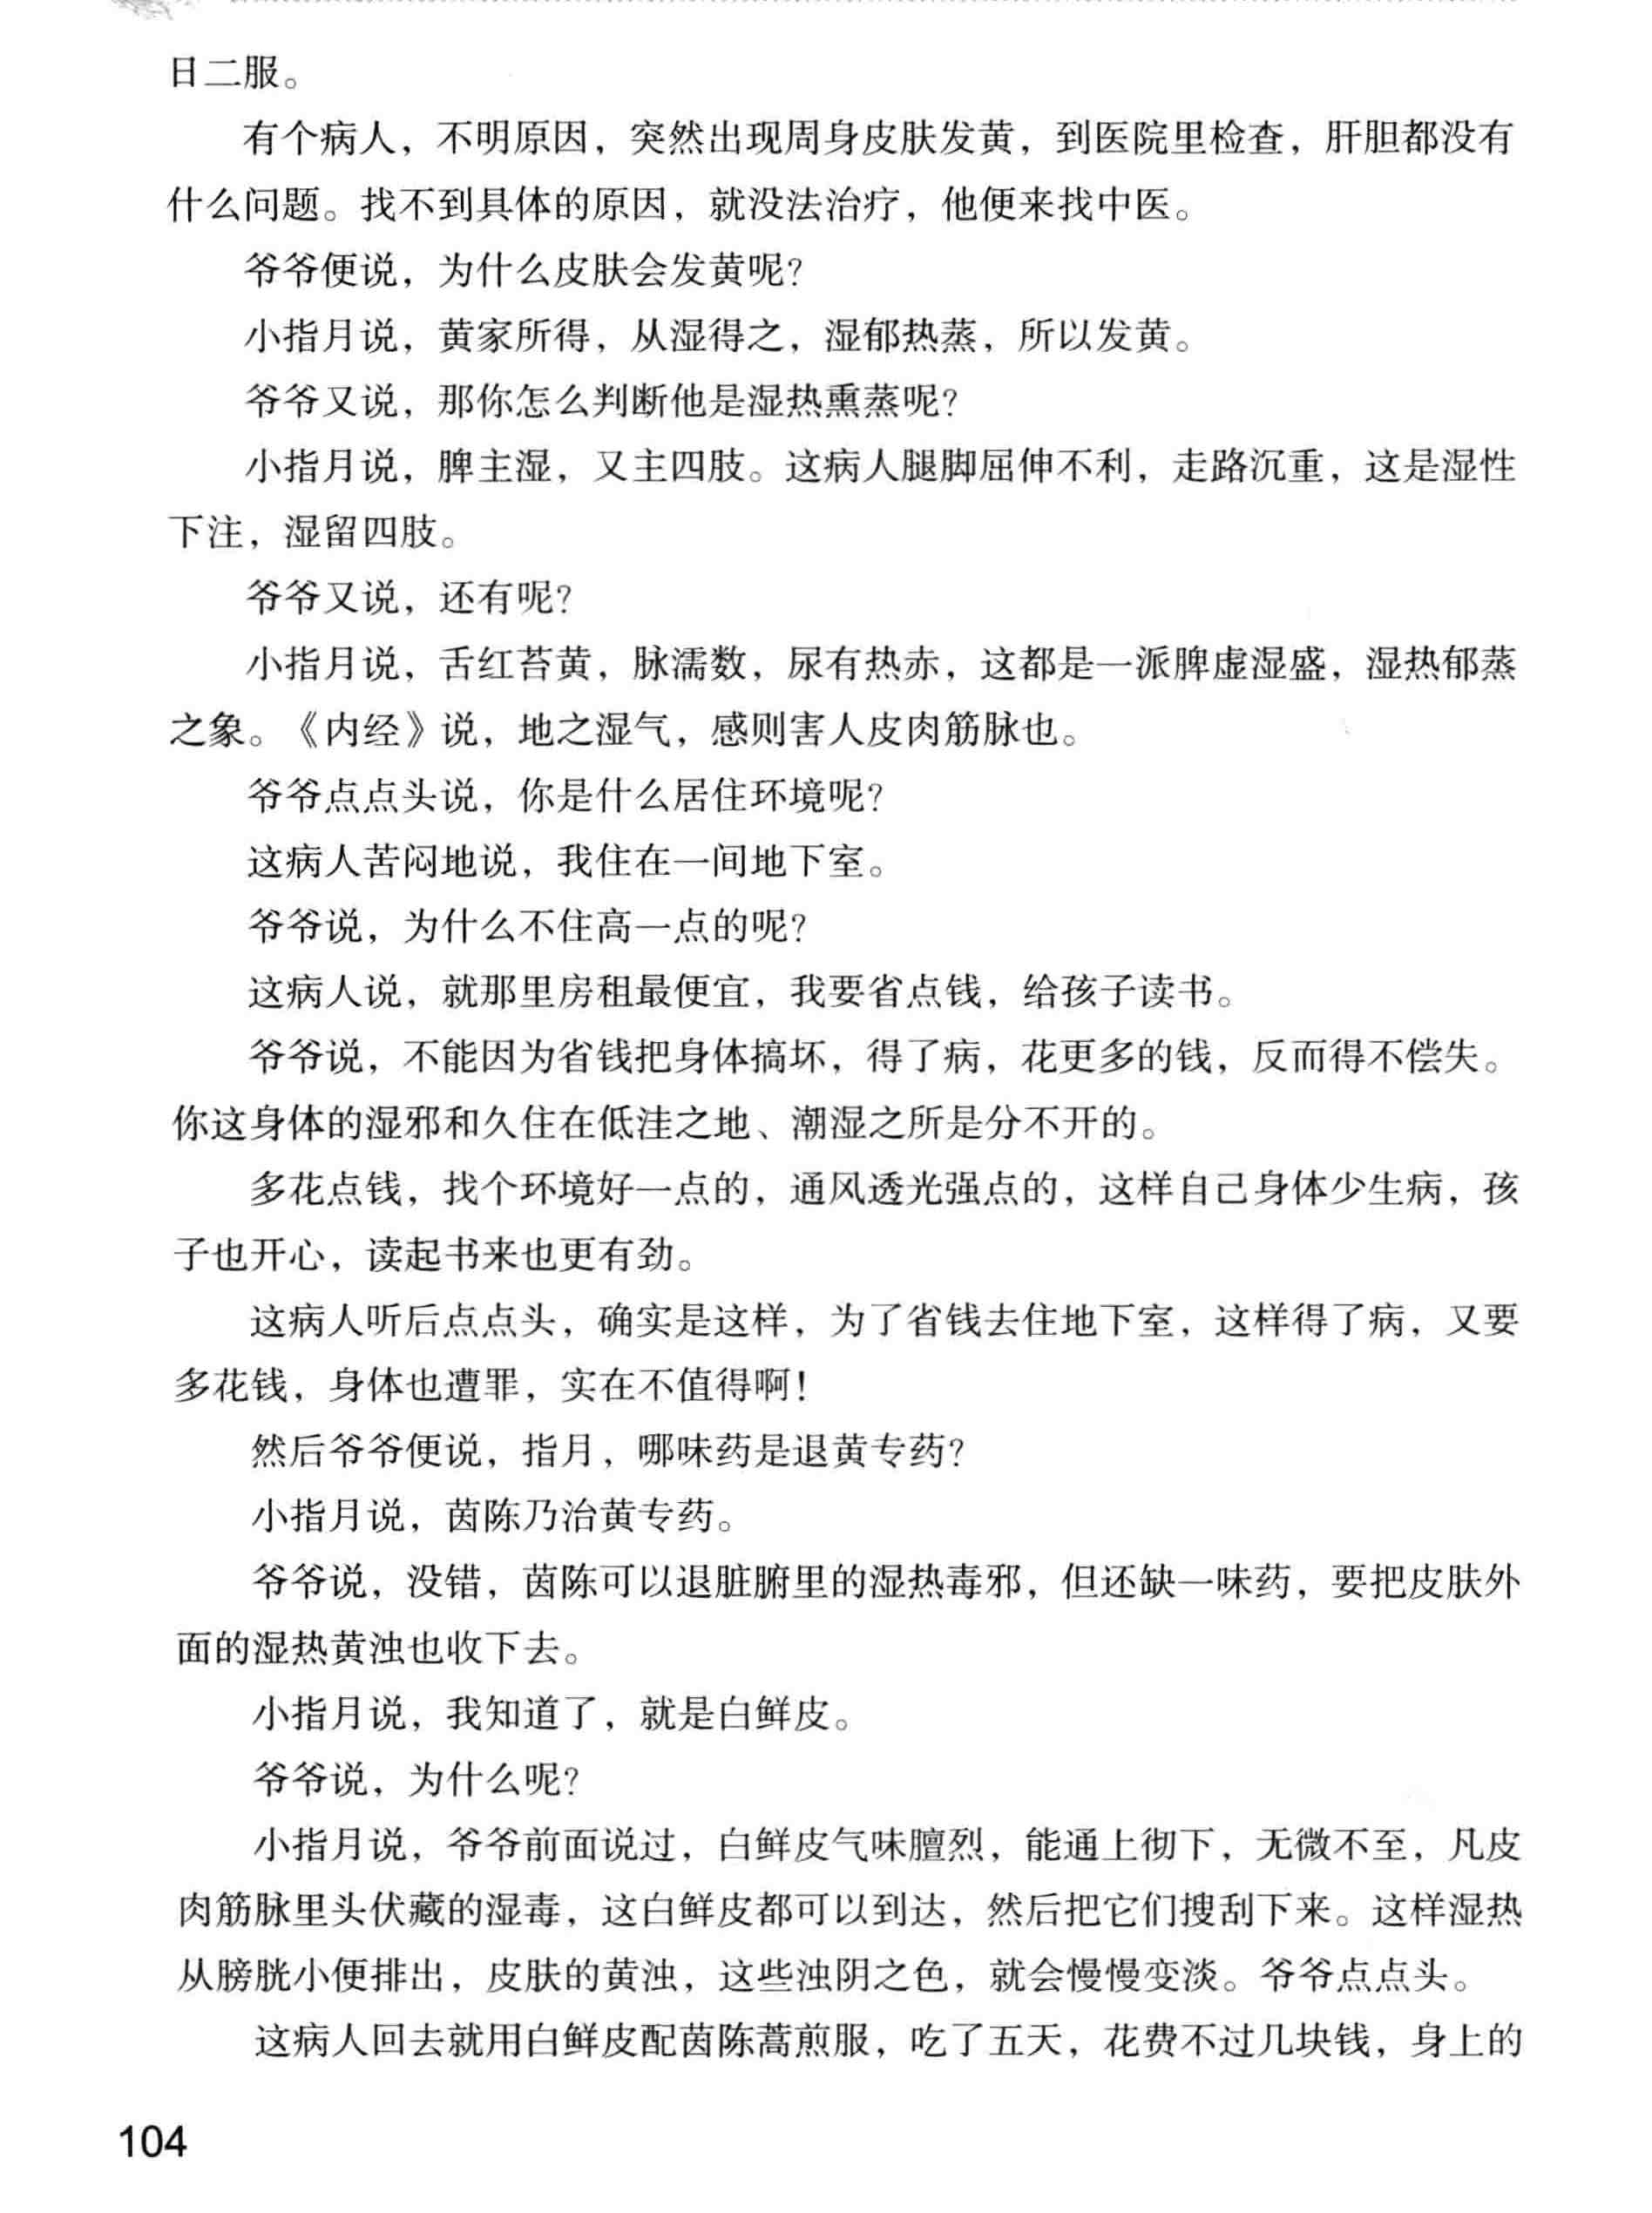 日二服。
有个病人，不明原因，突然出现周身皮肤发黄，到医院里检查，肝胆都没有
什么问题。找不到具体的原因，就没法治疗，他便来找中医。
爷爷便说，为什么皮肤会发黄呢？
小指月说，黄家所得，从湿得之，湿郁热蒸，所以发黄。
爷爷又说，那你怎么判断他是湿热熏蒸呢？
小指月说，脾主湿，又主四肢。这病人腿脚屈伸不利，走路沉重，这是湿性
下注，湿留四肢。
爷爷又说，还有呢？
小指月说，舌红苔黄，脉濡数，尿有热赤，这都是一派脾虚湿盛，湿热郁蒸
之象。《内经》说，地之湿气，感则害人皮肉筋脉也。
爷爷点点头说，你是什么居住环境呢？
这病人苦闷地说，我住在一间地下室。
爷爷说，为什么不住高一点的呢？
这病人说，就那里房租最便宜，我要省点钱，给孩子读书。
爷爷说，不能因为省钱把身体搞坏，得了病，花更多的钱，反而得不偿失。
你这身体的湿邪和久住在低洼之地、潮湿之所是分不开的。
多花点钱，找个环境好一点的，通风透光强点的，这样自己身体少生病，孩
子也开心，读起书来也更有劲。
这病人听后点点头，确实是这样，为了省钱去住地下室，这样得了病，又要
多花钱，身体也遭罪，实在不值得啊！
然后爷爷便说，指月，哪味药是退黄专药？
小指月说，茵陈乃治黄专药。
爷爷说，没错，茵陈可以退脏腑里的湿热毒邪，但还缺一味药，要把皮肤外
面的湿热黄浊也收下去。
小指月说，我知道了，就是白鲜皮。
爷爷说，为什么呢？
小指月说，爷爷前面说过，白鲜皮气味膻烈，能通上彻下，无微不至，凡皮
肉筋脉里头伏藏的湿毒，这白鲜皮都可以到达，然后把它们搜刮下来。这样湿热
从膀胱小便排出，皮肤的黄浊，这些浊阴之色，就会慢慢变淡。爷爷点点头。
这病人回去就用白鲜皮配茵陈蒿煎服，吃了五天，花费不过几块钱，身上的
104